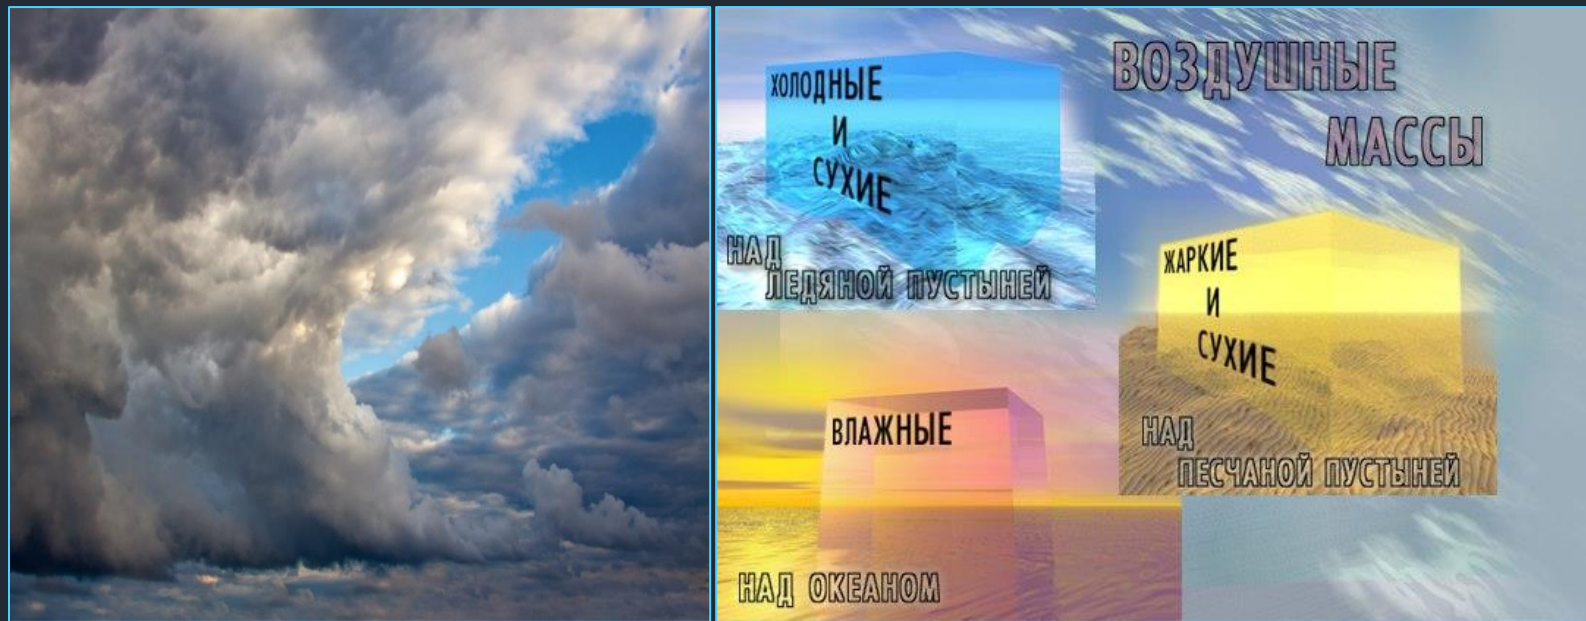 ВОЗДУШНЫЕ
МАССЫ
ХОЛОДНЫЕ
И
СУХИЕ
НАД
ЛЕДЯНОЙ ПУСТЫНЕЙ
ЖАРКИЕ
И
СУХИЕ
НАД
ПЕСЧАНОЙ ПУСТЫНЕЙ
ВЛАЖНЫЕ
НАД ОКЕАНОМ